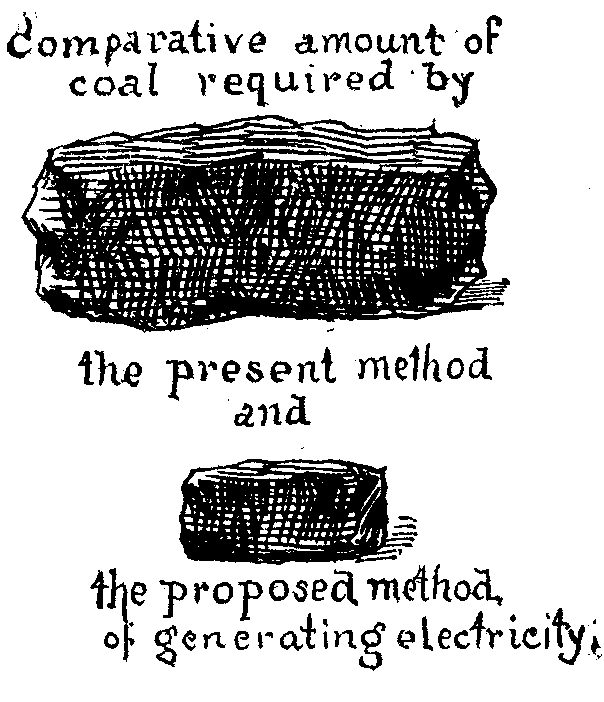 Comparative amount of
coal required by
the present method
and
the proposed method,
of generating electricity;